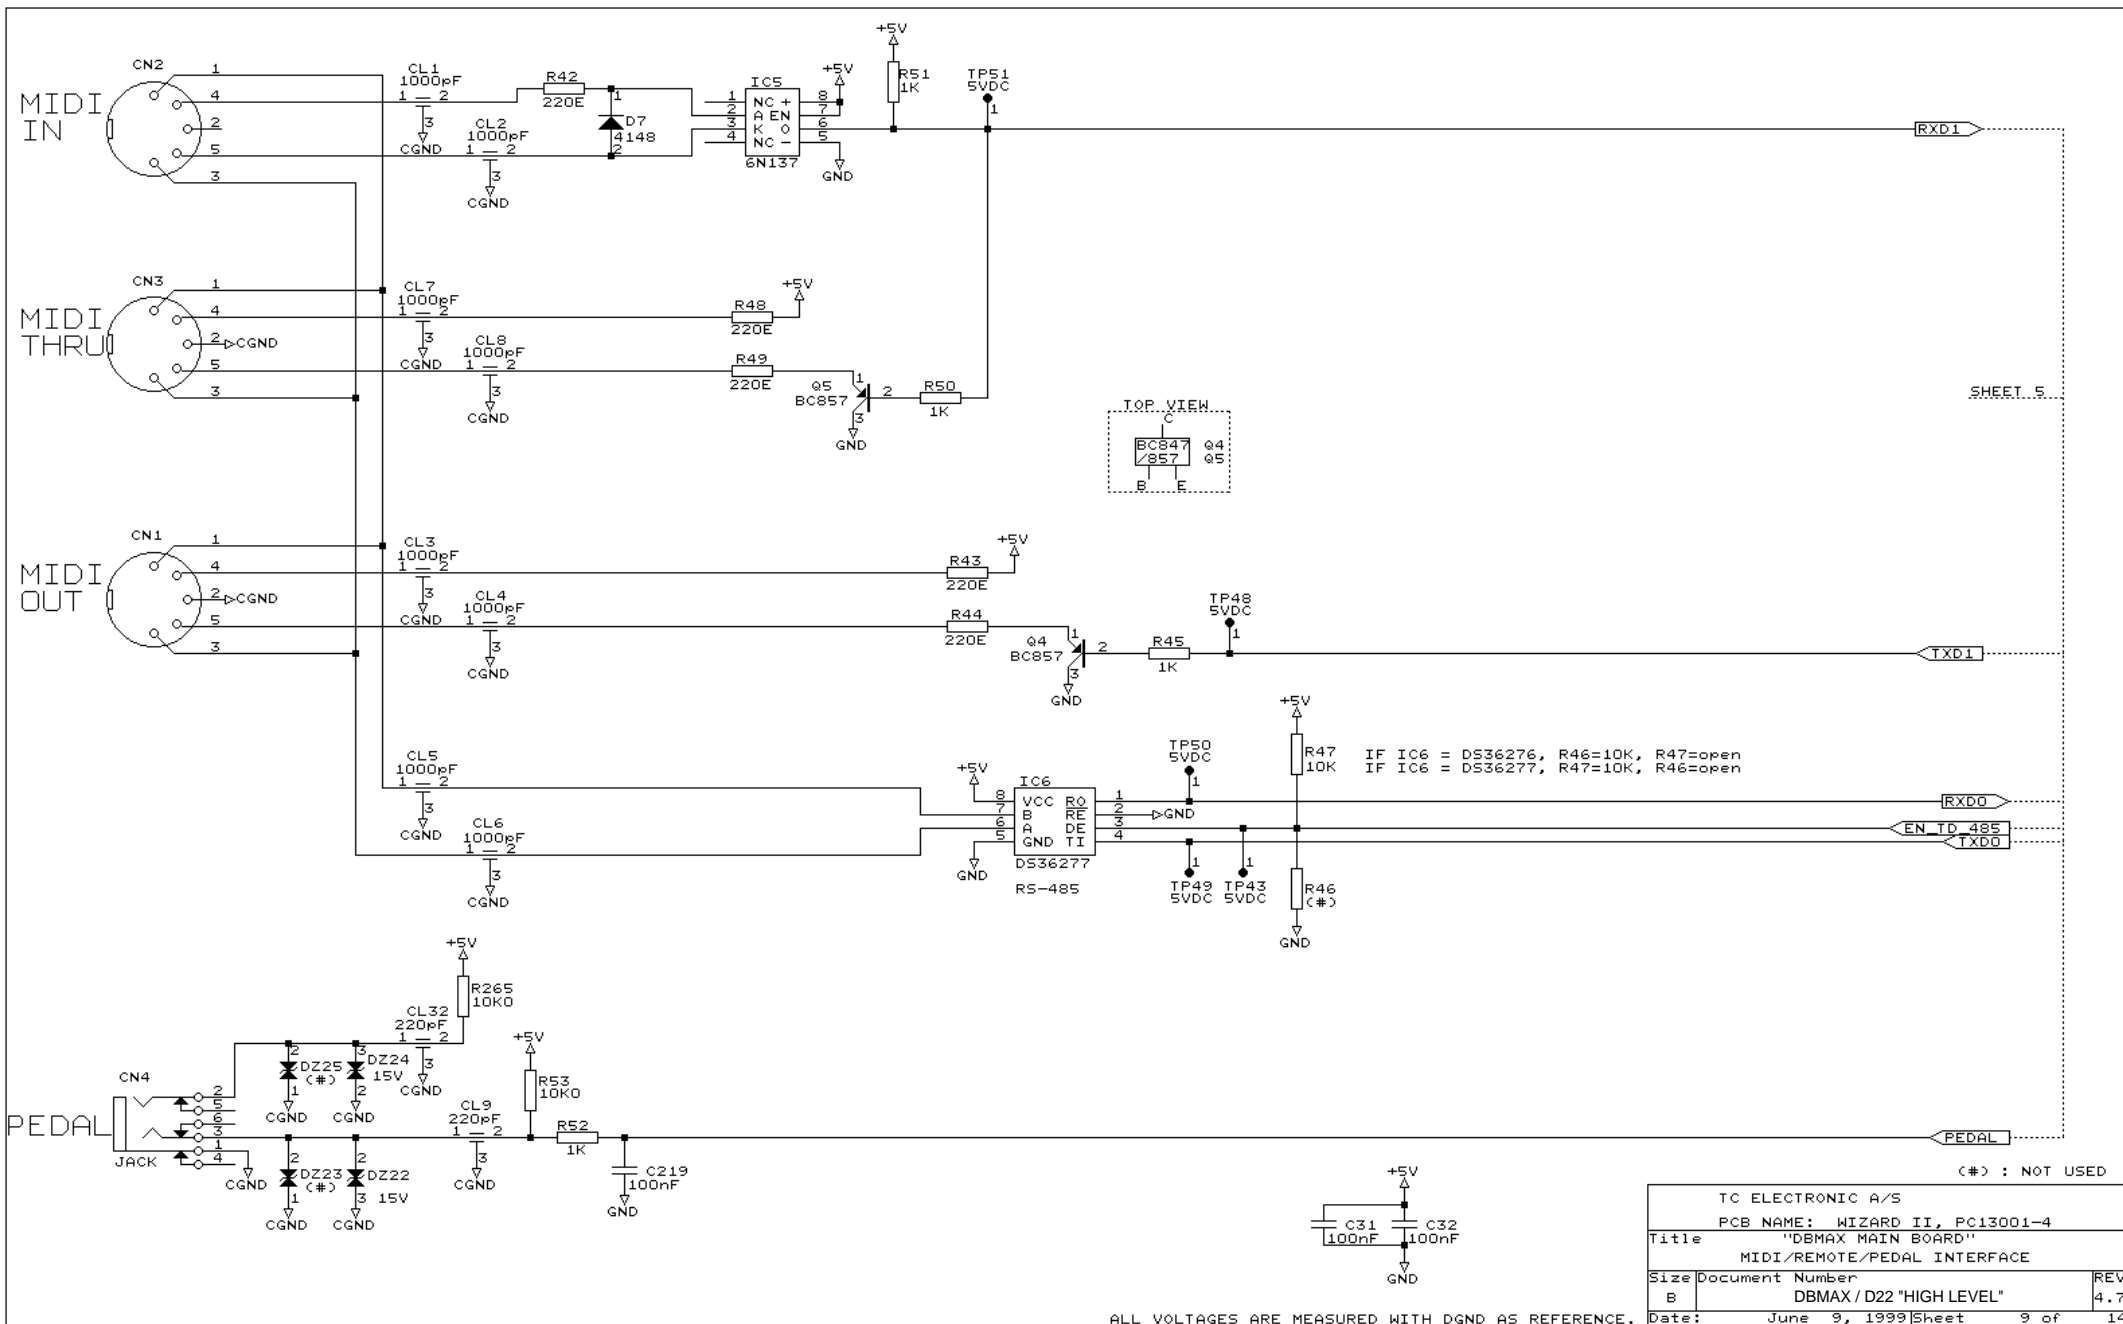 MIDI
IN
CN2
1
4
2
5
3
CL1
1000pF
1 2
3
CGND
CL2
1000pF
1 2
3
CGND
R42
220E
1
D7
4148
2
IC5
1 NC + 8
2 A EN 7
3 K O 6
4 NC - 5
6N137
+5V
GND
+5V
R51
1K
TP51
5VDC
1
RXD1
MIDI
THRU
CN3
1
4
2 CGND
5
3
CL7
1000pF
1 2
3
CGND
CL8
1000pF
1 2
3
CGND
R48
220E
+5V
R49
220E
Q5
BC857
1
2
3
GND
R50
1K
TOP VIEW
C
BC847
/857
Q4
Q5
B E
SHEET 5
MIDI
OUT
CN1
1
4
2 CGND
5
3
CL3
1000pF
1 2
3
CGND
CL4
1000pF
1 2
3
CGND
R43
220E
+5V
R44
220E
Q4
BC857
1
2
3
GND
R45
1K
TP48
5VDC
1
TXD1
CL5
1000pF
1 2
3
CGND
CL6
1000pF
1 2
3
CGND
+5V
IC6
8 VCC RO 1
7 B RE 2
6 A DE 3
5 GND TI 4
DS36277
RS-485
GND
GND
TP50
5VDC
1
+5V
R47
10K
IF IC6 = DS36276, R46=10K, R47=open
IF IC6 = DS36277, R47=10K, R46=open
RXD0
EN_TD_485
TXD0
1
TP49
5VDC
1
TP43
5VDC
R46
(#)
GND
PEDAL
CN4
JACK
2
5
6
3
1
4
CGND
2
DZ25
(#)
1
CGND
3
DZ24
15V
2
CGND
CL32
220pF
1 2
3
CGND
+5V
R265
10K0
2
DZ23
(#)
1
CGND
2
DZ22
3 15V
CGND
CL9
220pF
1 2
3
CGND
+5V
R53
10K0
R52
1K
C219
100nF
GND
PEDAL
+5V
C31
100nF
C32
100nF
GND
(#) : NOT USED
TC ELECTRONIC A/S
PCB NAME: WIZARD II, PC13001-4
Title "DBMAX MAIN BOARD"
MIDI/REMOTE/PEDAL INTERFACE
Size Document Number REV
B DBMAX / D22 "HIGH LEVEL" 4.7
ALL VOLTAGES ARE MEASURED WITH DGND AS REFERENCE.
Date: June 9, 1999 Sheet 9 of